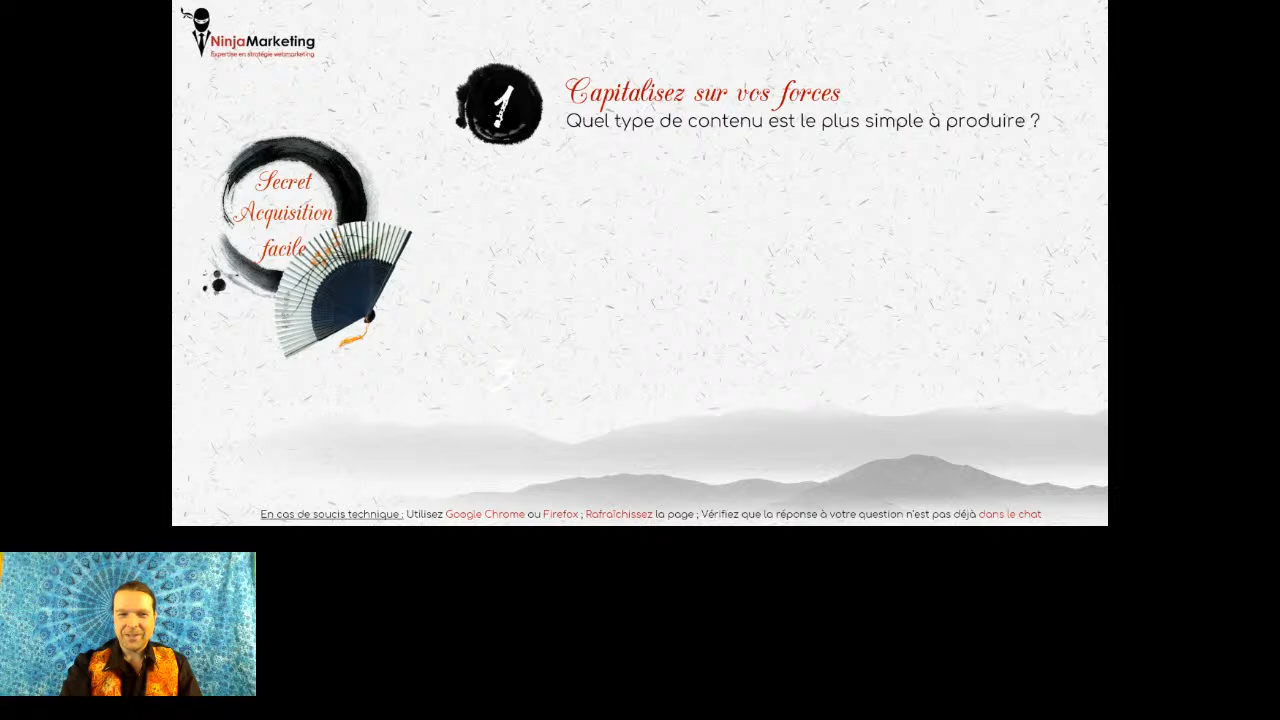 NinjaMarketing
Expertise en stratégie webmarketing
1
Capitalisez sur vos forces
Quel type de contenu est le plus simple à produire ?
Secret
Acquisition
facile
3
En cas de soucis technique : Utilisez Google Chrome ou Firefox ; Rafraîchissez la page ; Vérifiez que la réponse à votre question n'est pas déjà dans le chat